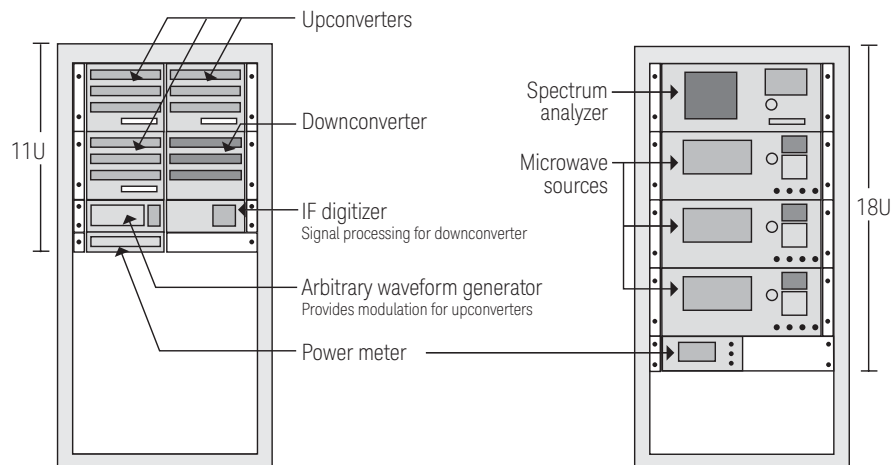 Upconverters
11U
Downconverter
IF digitizer
Signal processing for downconverter
Arbitrary waveform generator
Provides modulation for upconverters
Power meter
Spectrum
analyzer
Microwave
sources
18U